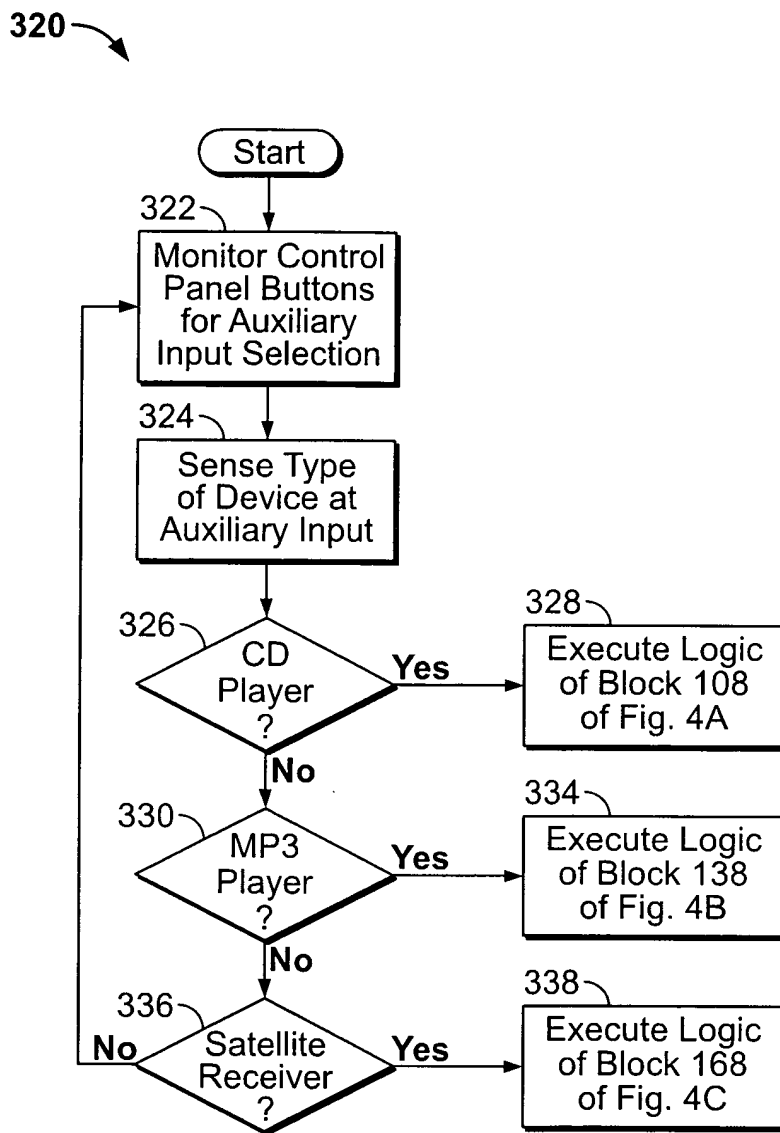 320
Start
322
Monitor Control
Panel Buttons
for Auxiliary
Input Selection
324
Sense Type
of Device at
Auxiliary Input
326
CD
Player
?
Yes
328
Execute Logic
of Block 108
of Fig. 4A
No
330
MP3
Player
?
Yes
334
Execute Logic
of Block 138
of Fig. 4B
No
336
No
Satellite
Receiver
?
Yes
338
Execute Logic
of Block 168
of Fig. 4C